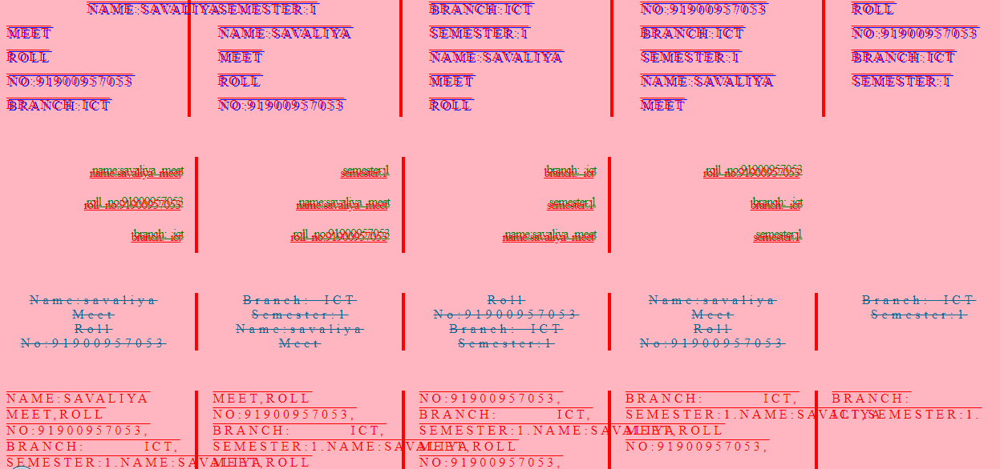 NAME:SAVALIYA
MEET
ROLL
NO:91900957053
BRANCH:ICT
SEMESTER:1
NAME:SAVALIYA
MEET
ROLL
NO:91900957053
BRANCH:ICT
SEMESTER:1
NAME:SAVALIYA
MEET
ROLL
NO:91900957053
BRANCH:ICT
SEMESTER:1
NAME:SAVALIYA
MEET
ROLL
NO:91900957053
BRANCH:ICT
SEMESTER:1
name:savaliya meet
roll no:91900957053
branch: ict
semester:1
name:savaliya meet
roll no:91900957053
branch: ict
semester:1
name:savaliya meet
roll no:91900957053
branch: ict
semester:1
Name:savaliya
Meet
Roll
No:91900957053
Branch: ICT
Semester:1
Name:savaliya
Meet
Roll
No:91900957053
Branch: ICT
Semester:1
Name:savaliya
Meet
Roll
No:91900957053
Branch: ICT
Semester:1
NAME:SAVALIYA
MEET,ROLL
NO:91900957053,
BRANCH: ICT,
SEMESTER:1.NAME:SAVALIYA
MEET,ROLL
NO:91900957053,
BRANCH: ICT,
SEMESTER:1.NAME:SAVALIYA
MEET,ROLL
NO:91900957053,
BRANCH: ICT,
SEMESTER:1.NAME:SAVALIYA
MEET,ROLL
NO:91900957053,
BRANCH: ICT,
SEMESTER:1.NAME:SAVALIYA
MEET,ROLL
NO:91900957053,
BRANCH:
ICT,SEMESTER:1.